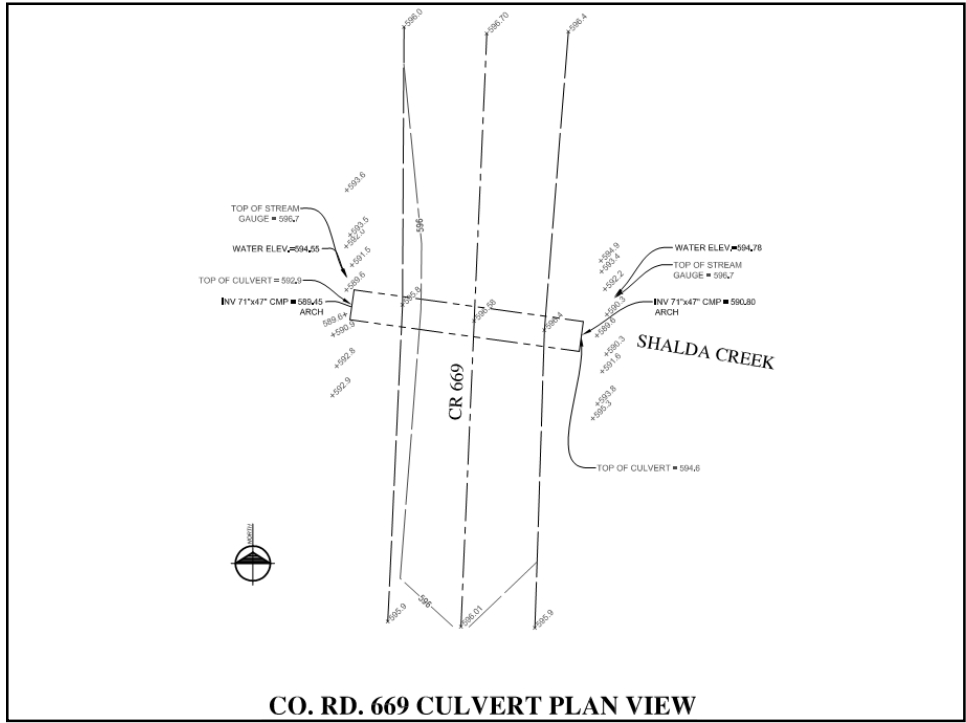 +596.0
+596.70
+596.4
+593.6
TOP OF STREAM
GAUGE = 596.7
+593.5
+592.0
596
WATER ELEV.=594.55
+591.5
+594.9
+593.4
WATER ELEV.=594.78
TOP OF STREAM
GAUGE = 596.7
+592.2
TOP OF CULVERT = 592.9
+589.6
+595.8
INV 71"x47" CMP = 589.45
ARCH
+590.3
INV 71"x47" CMP = 590.80
ARCH
+596.58
+596.4
589.6+
+590.9
+589.6
+590.3
+591.6
SHALDA CREEK
+592.8
+592.9
CR 669
+593.8
+595.3
TOP OF CULVERT = 594.6
NORTH
596
+595.9
+596.01
+595.9
CO. RD. 669 CULVERT PLAN VIEW